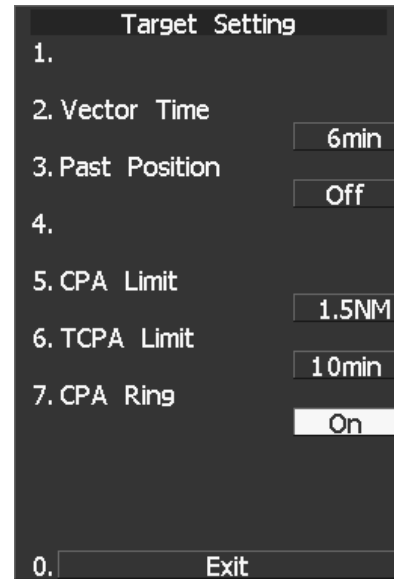 Target Setting
1.
2. Vector Time
6min
3. Past Position
Off
4.
5. CPA Limit
1.5NM
6. TCPA Limit
10min
7. CPA Ring
On
0. Exit